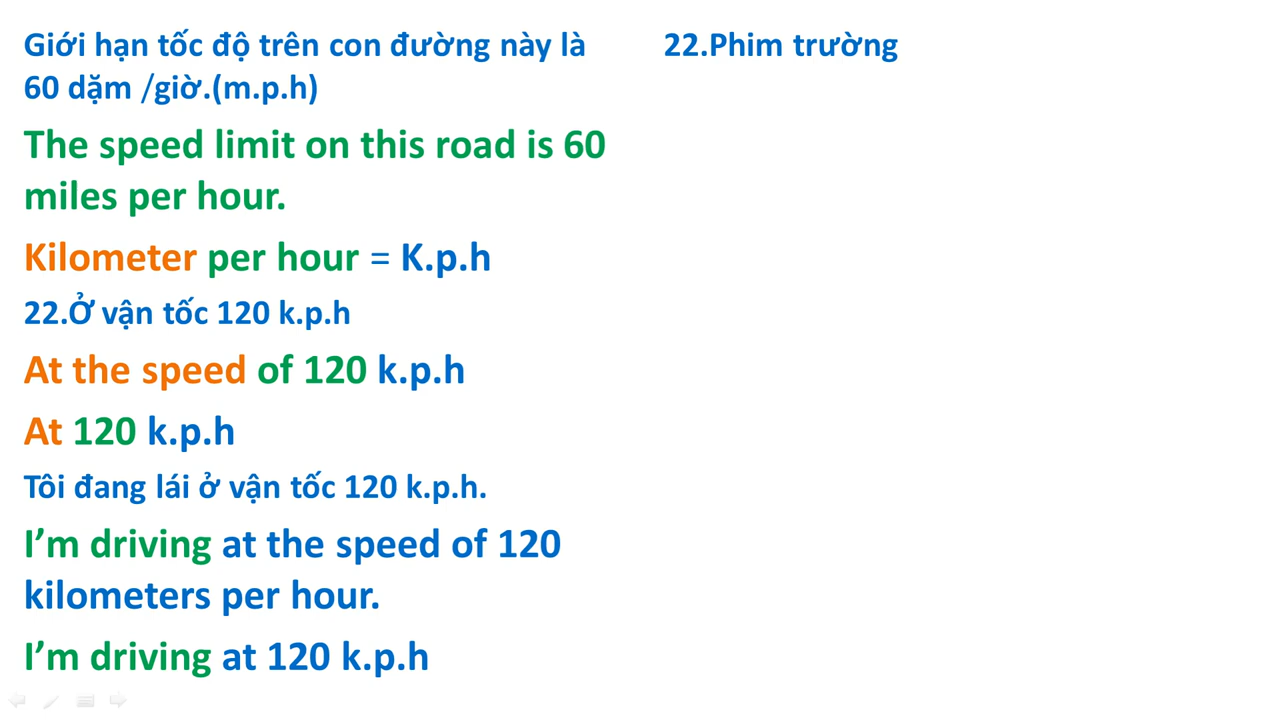 Giới hạn tốc độ trên con đường này là
60 dặm /giờ.(m.p.h)
The speed limit on this road is 60
miles per hour.
Kilometer per hour = K.p.h
22.Ở vận tốc 120 k.p.h
At the speed of 120 k.p.h
At 120 k.p.h
Tôi đang lái ở vận tốc 120 k.p.h.
I’m driving at the speed of 120
kilometers per hour.
I’m driving at 120 k.p.h
22.Phim trường